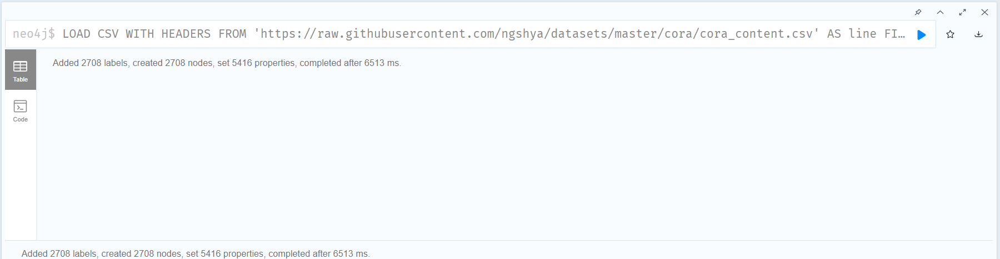 neo4j$ LOAD CSV WITH HEADERS FROM 'https://raw.githubusercontent.com/ngshya/datasets/master/cora/cora_content.csv' AS line FI…
Table
Added 2708 labels, created 2708 nodes, set 5416 properties, completed after 6513 ms.
Code
Added 2708 labels, created 2708 nodes, set 5416 properties, completed after 6513 ms.